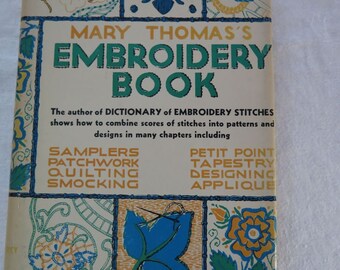 MARY THOMAS'S
EMBROIDERY
BOOK
The author of DICTIONARY of EMBROIDERY STITCHES
shows how to combine scores of stitches into patterns and
designs in many chapters including
SAMPLERS PETIT POINT
PATCHWORK TAPESTRY
QUILTING DESIGNING
SMOCKING APPLIQUE